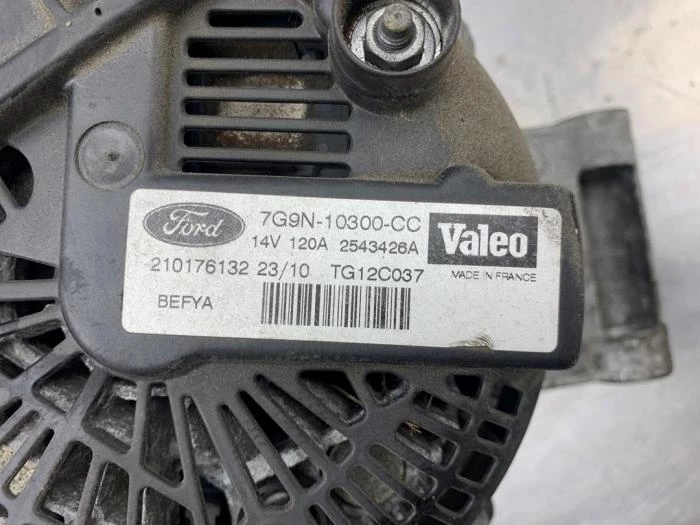 Ford 7G9N-10300-CC Valeo
14V 120A 2543426A
210176132 23/10 TG12C037 MADE IN FRANCE
BEFYA